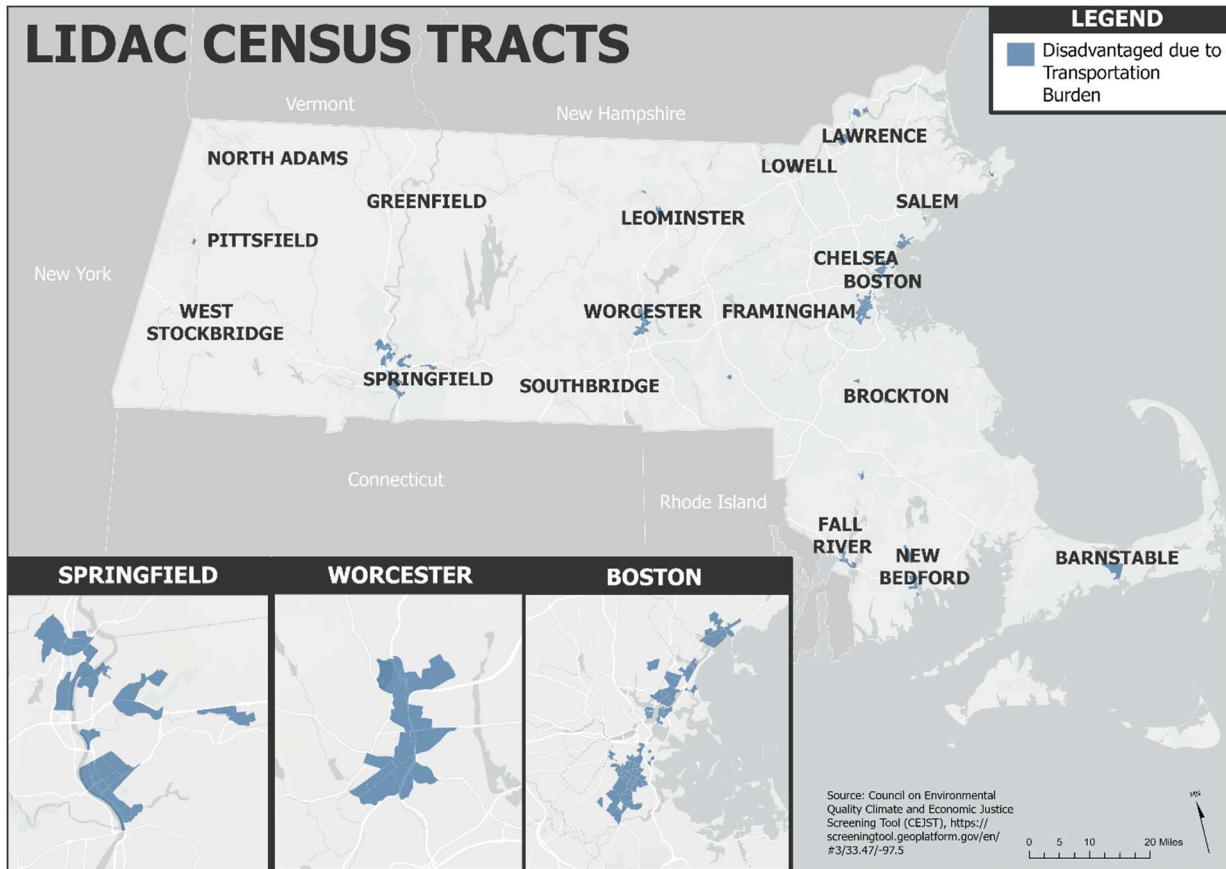 LIDAC CENSUS TRACTS
LEGEND
Disadvantaged due to
Transportation
Burden
Vermont
New Hampshire
New York
Connecticut
Rhode Island
NORTH ADAMS
GREENFIELD
PITTSFIELD
WEST
STOCKBRIDGE
SPRINGFIELD
SOUTHBRIDGE
WORCESTER
LEOMINSTER
LOWELL
LAWRENCE
SALEM
CHELSEA
BOSTON
FRAMINGHAM
BROCKTON
FALL
RIVER
NEW
BEDFORD
BARNSTABLE
SPRINGFIELD
WORCESTER
BOSTON
Source: Council on Environmental
Quality Climate and Economic Justice
Screening Tool (CEJST), https://
screeningtool.geoplatform.gov/en/
#3/33.47/-97.5
0 5 10 20 Miles